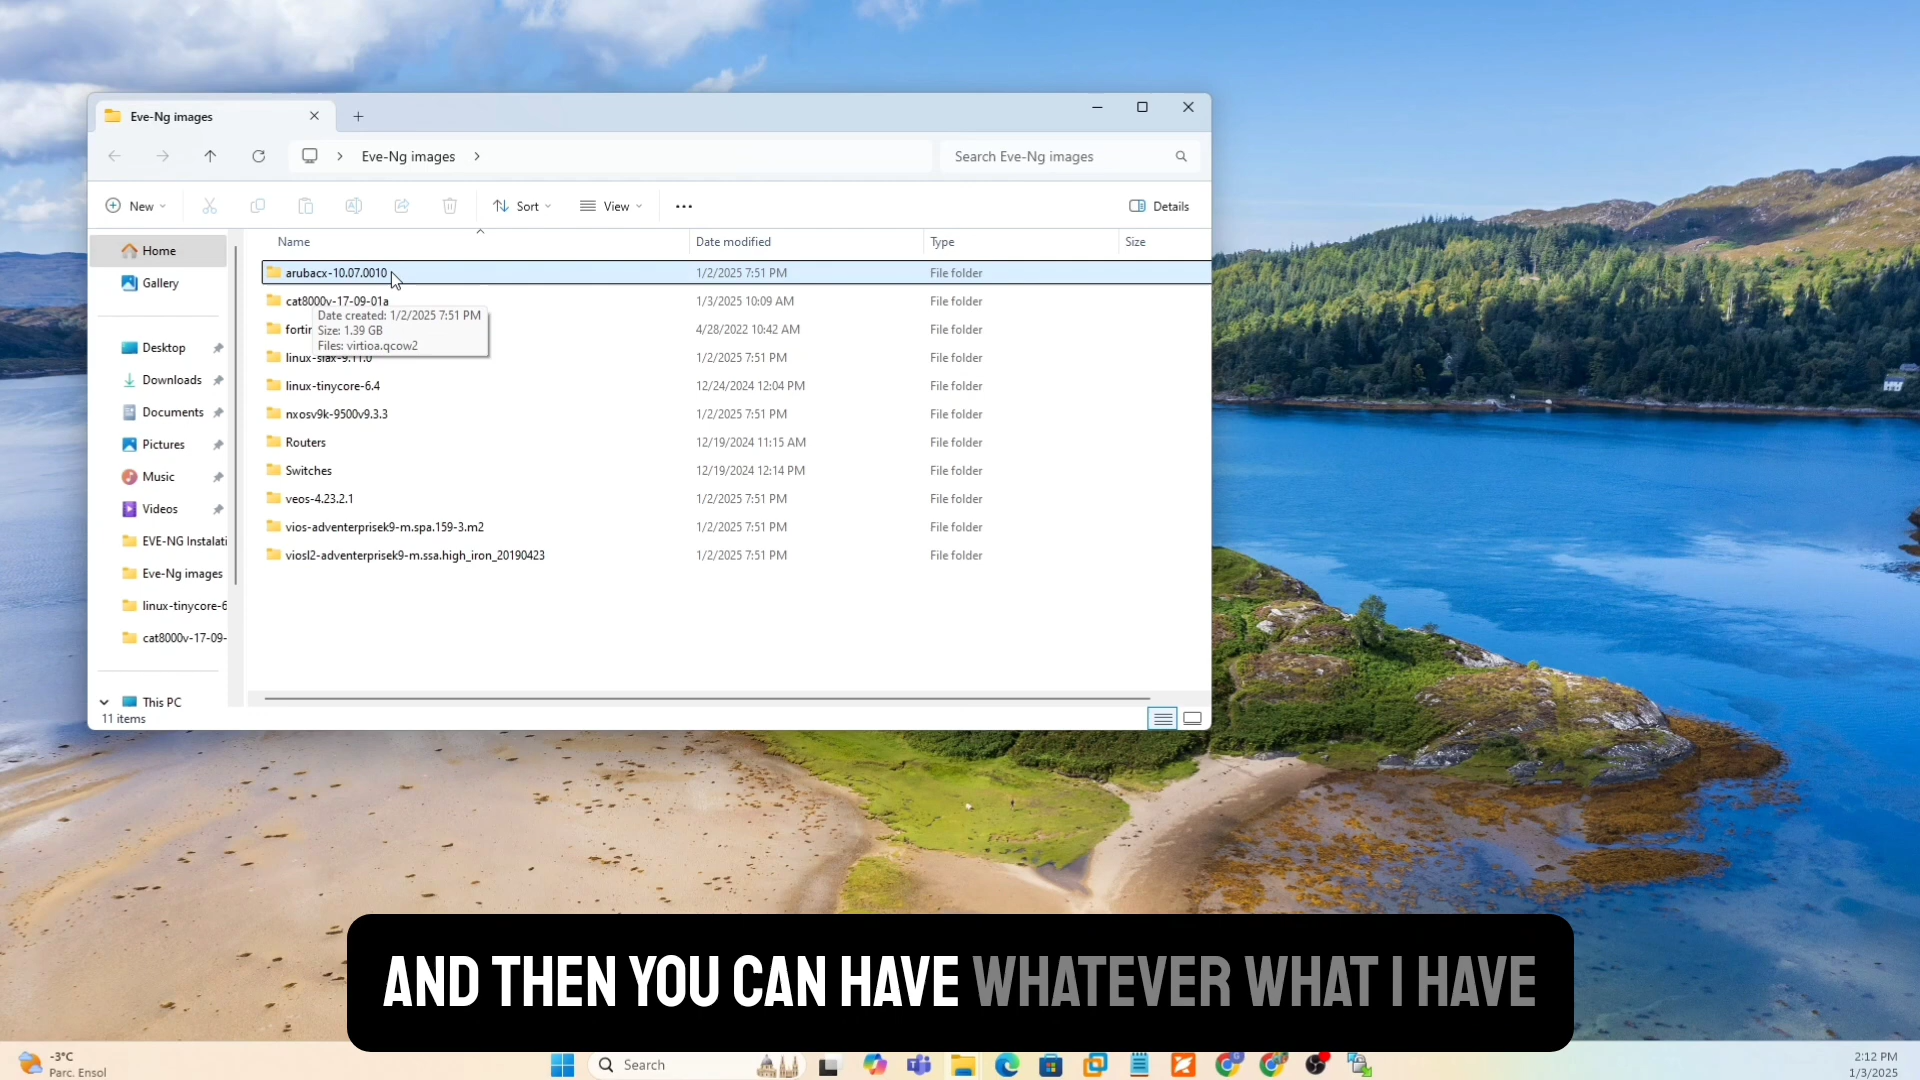 Eve-Ng images
Eve-Ng images
Search Eve-Ng images
New
Sort
View
Details
Name
Date modified
Type
Size
Home
Gallery
Desktop
Downloads
Documents
Pictures
Music
Videos
EVE-NG Instalati
Eve-Ng images
linux-tinycore-6
cat8000v-17-09-
This PC
arubacx-10.07.0010 1/2/2025 7:51 PM File folder
cat8000v-17-09-01a 1/3/2025 10:09 AM File folder
Date created: 1/2/2025 7:51 PM
Size: 1.39 GB
Files: virtioa.qcow2
fortin 4/28/2022 10:42 AM File folder
linux-slax-9.11.0 1/2/2025 7:51 PM File folder
linux-tinycore-6.4 12/24/2024 12:04 PM File folder
nxosv9k-9500v9.3.3 1/2/2025 7:51 PM File folder
Routers 12/19/2024 11:15 AM File folder
Switches 12/19/2024 12:14 PM File folder
veos-4.23.2.1 1/2/2025 7:51 PM File folder
vios-adventerprisek9-m.spa.159-3.m2 1/2/2025 7:51 PM File folder
viosl2-adventerprisek9-m.ssa.high_iron_20190423 1/2/2025 7:51 PM File folder
11 items
AND THEN YOU CAN HAVE WHATEVER WHAT I HAVE
-3°C
Parc. Ensol
Search
2:12 PM
1/3/2025